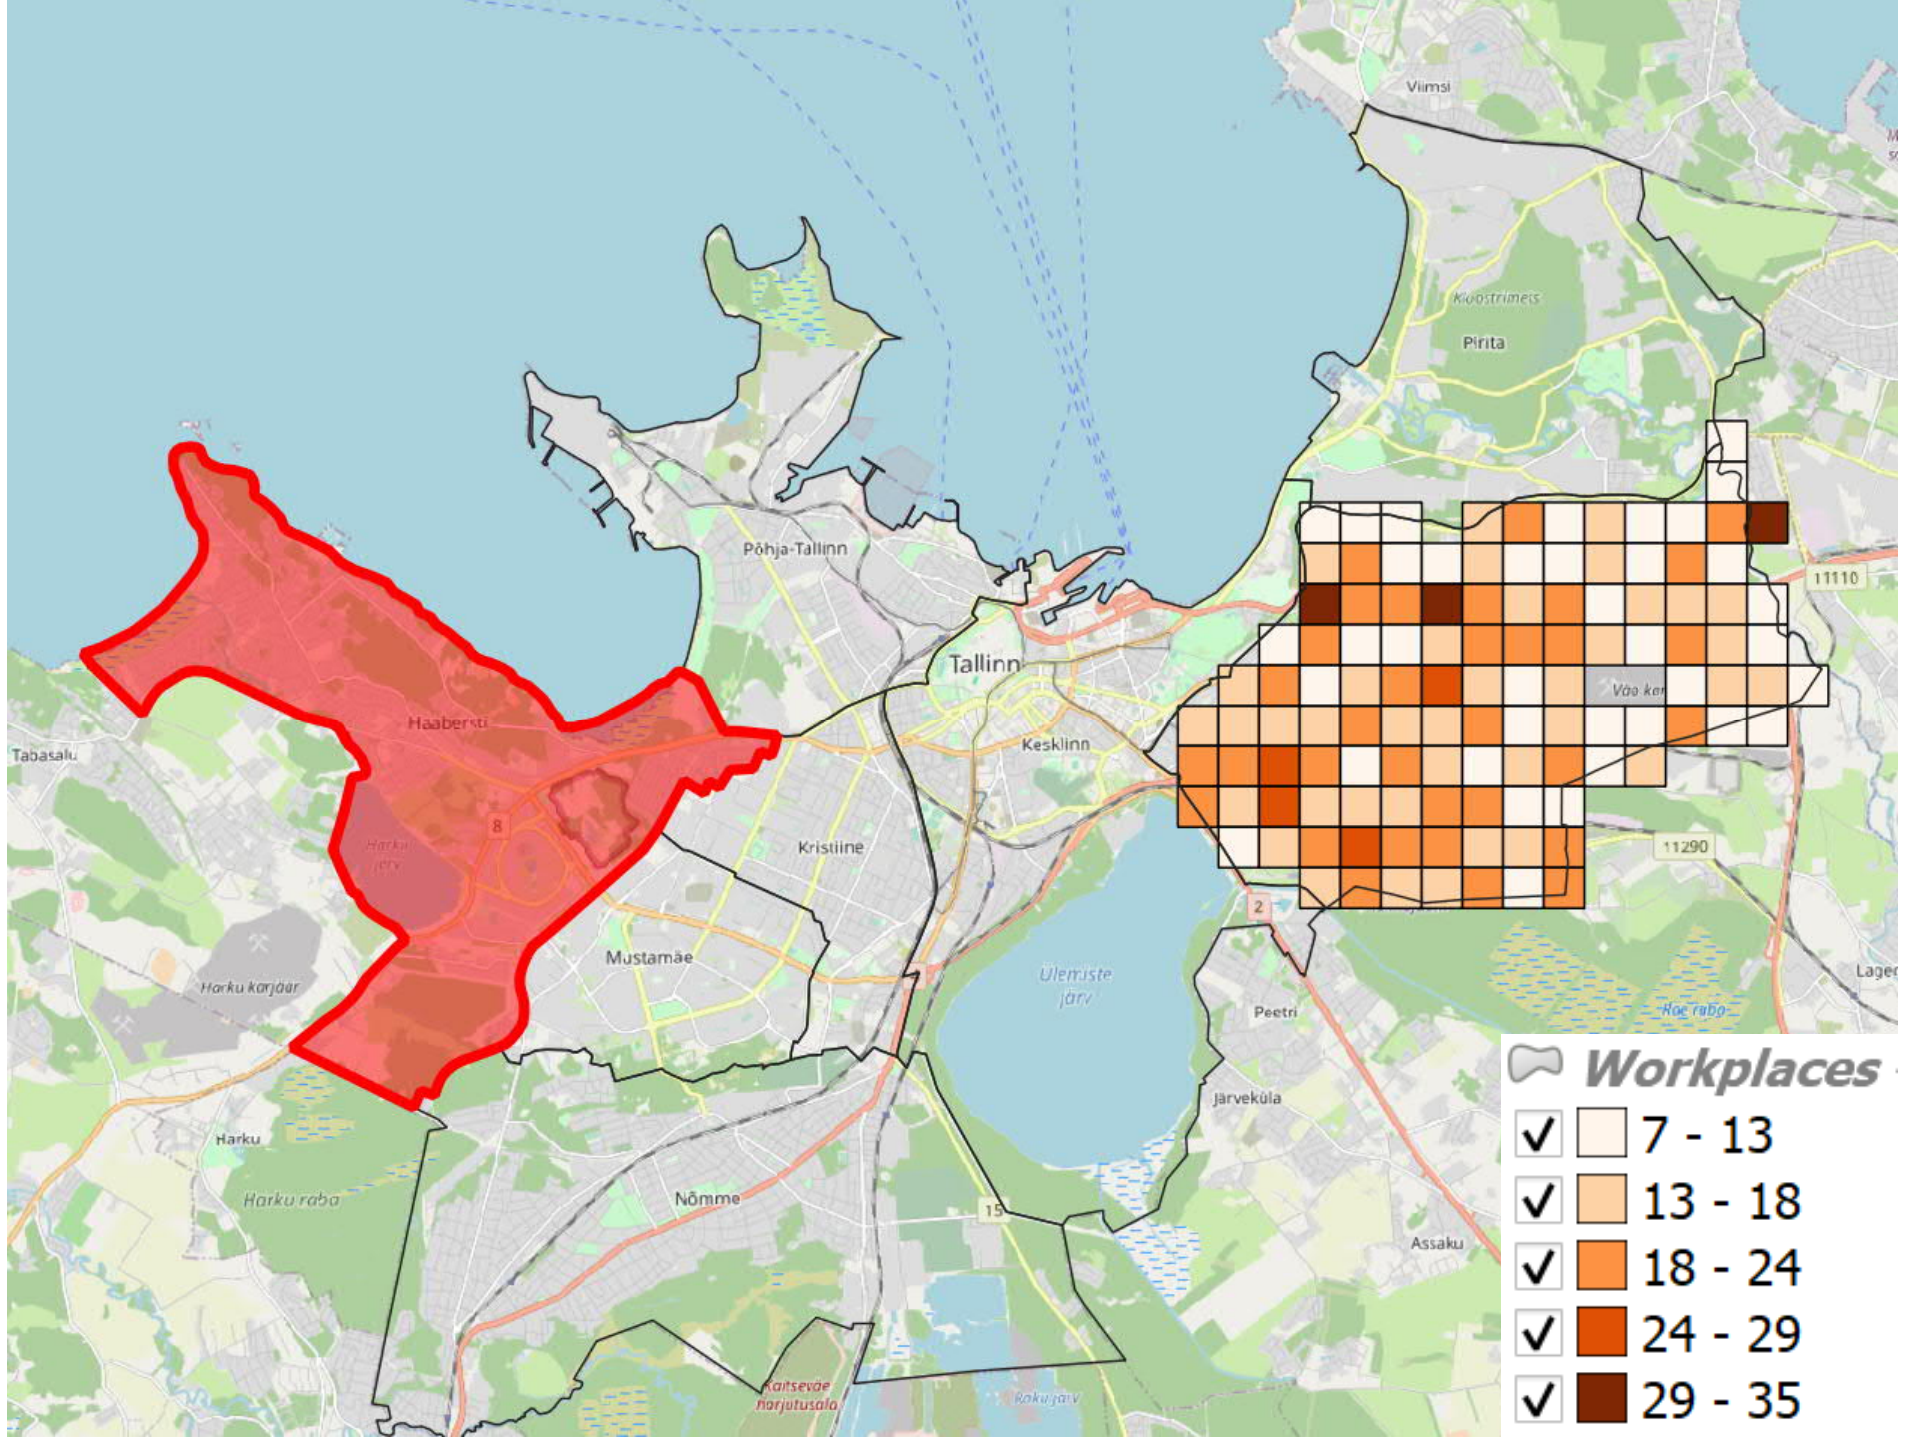 Viimsi
Kloostrimets
Pirita
Põhja-Tallinn
11110
Tallinn
Väo kar
Haabersti
Tabasalu
Kesklinn
8
Harku
järv
Kristiine
11290
2
Mustamäe
Ülemiste
järv
Harku karjäär
Lager
Peetri
Rae raba
Järveküla
Harku
Harku raba
Nõmme
15
Assaku
Kaitseväe
harjutusala
Raku järv
Workplaces -
7 - 13
13 - 18
18 - 24
24 - 29
29 - 35